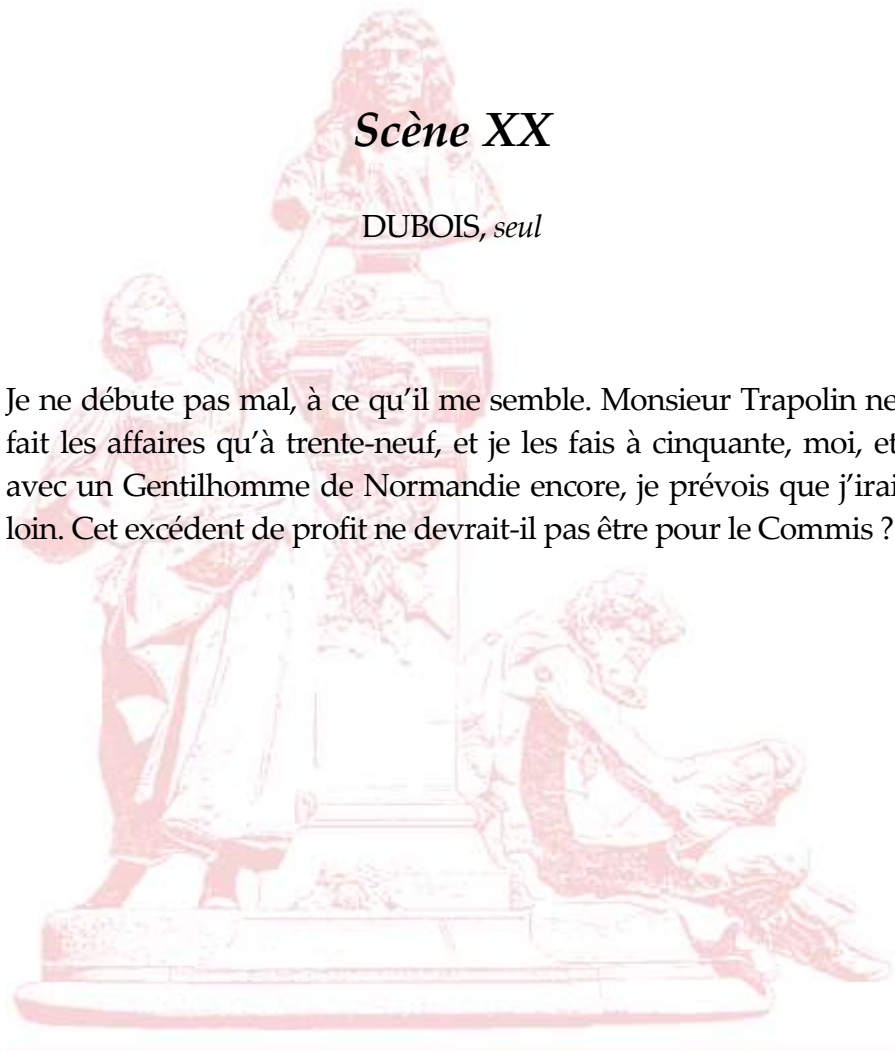 Scène XX
DUBOIS, seul
Je ne débute pas mal, à ce qu'il me semble. Monsieur Trapolin ne
fait les affaires qu'à trente-neuf, et je les fais à cinquante, moi, et
avec un Gentilhomme de Normandie encore, je prévois que j'irai
loin. Cet excédent de profit ne devrait-il pas être pour le Commis ?